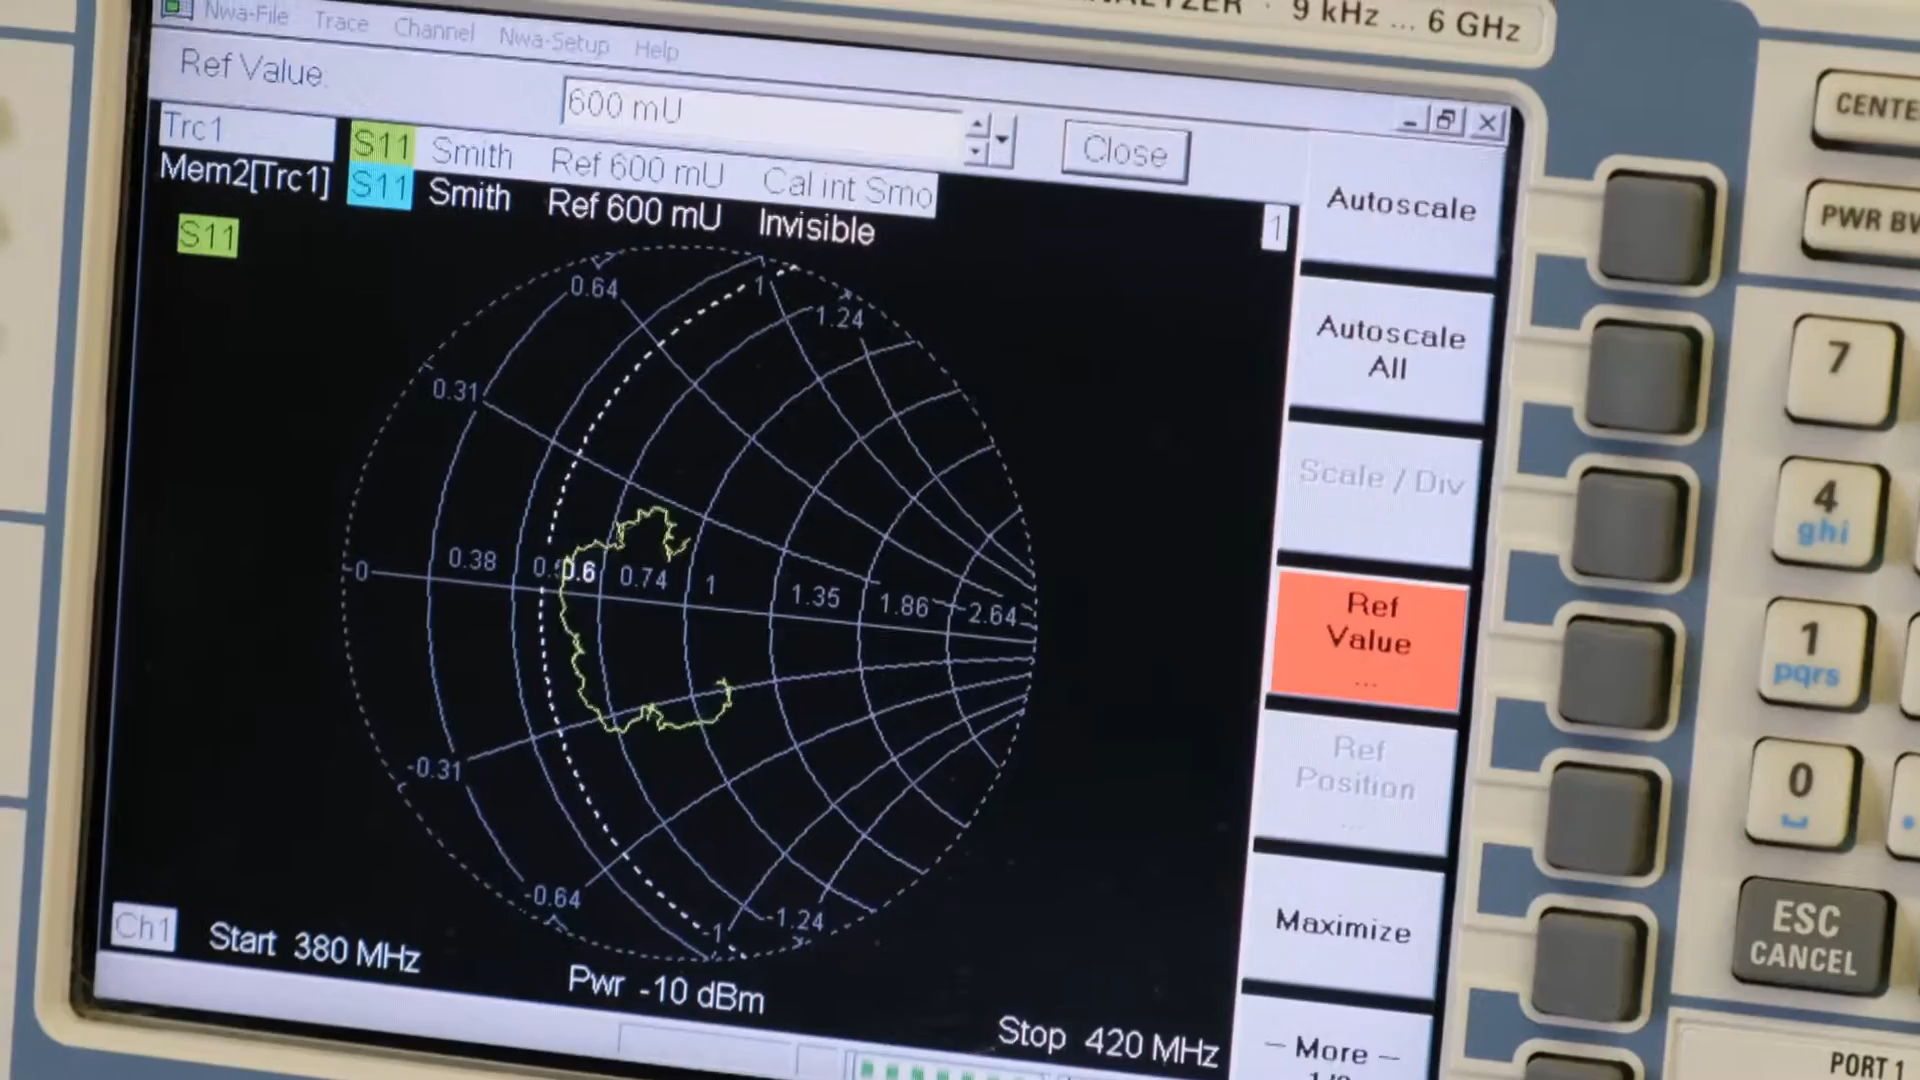 9 kHz ... 6 GHz
Nwa-File Trace Channel Nwa-Setup Help
Ref Value
600 mU
Close
Trc1 S11 Smith Ref 600 mU Cal int Smo
Mem2[Trc1] S11 Smith Ref 600 mU Invisible
1
S11
0.64
1
1.24
0.31
0
0.38
0.6
0.74
1
1.35
1.86
2.64
-0.31
-0.64
-1
-1.24
Ch1 Start 380 MHz Pwr -10 dBm Stop 420 MHz
Autoscale
Autoscale
All
Scale / Div
Ref
Value
...
Ref
Position
...
Maximize
— More —
PWR
7
4
ghi
1
pqrs
0
ESC
CANCEL
PORT 1